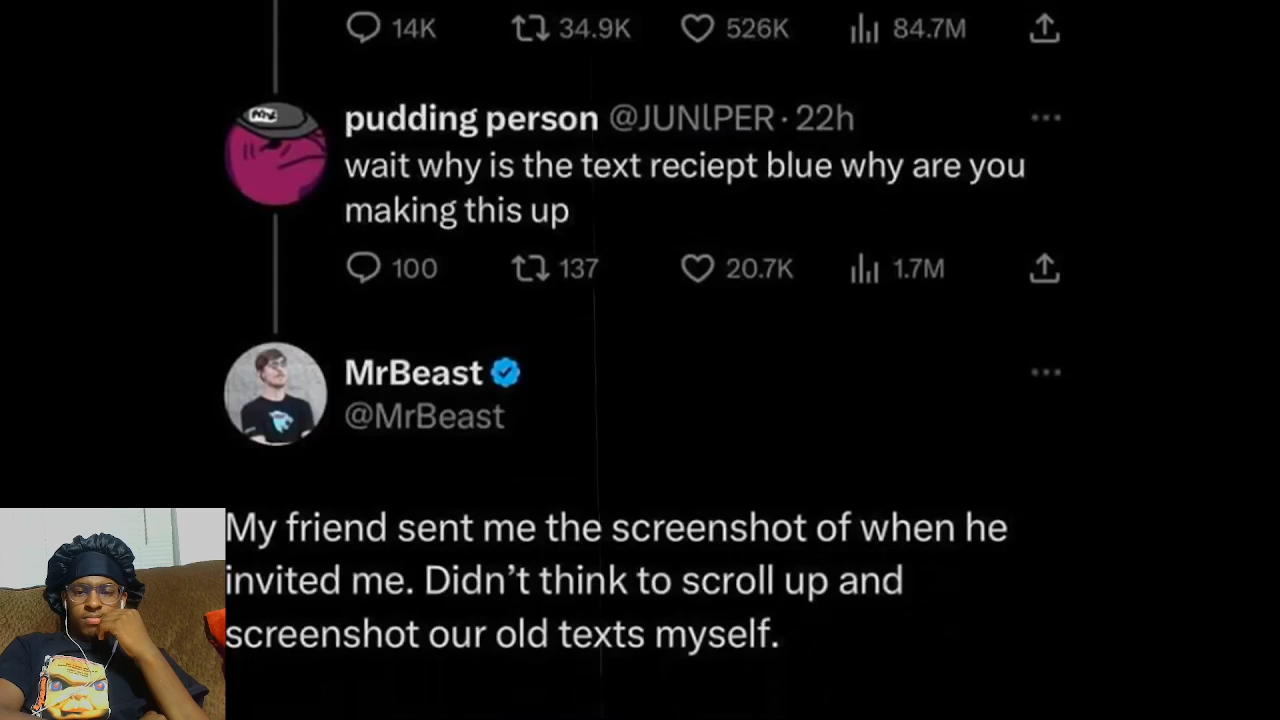 14K 34.9K 526K 84.7M
pudding person @JUNlPER · 22h
wait why is the text reciept blue why are you
making this up
100 137 20.7K 1.7M
MrBeast
@MrBeast
My friend sent me the screenshot of when he
invited me. Didn’t think to scroll up and
screenshot our old texts myself.